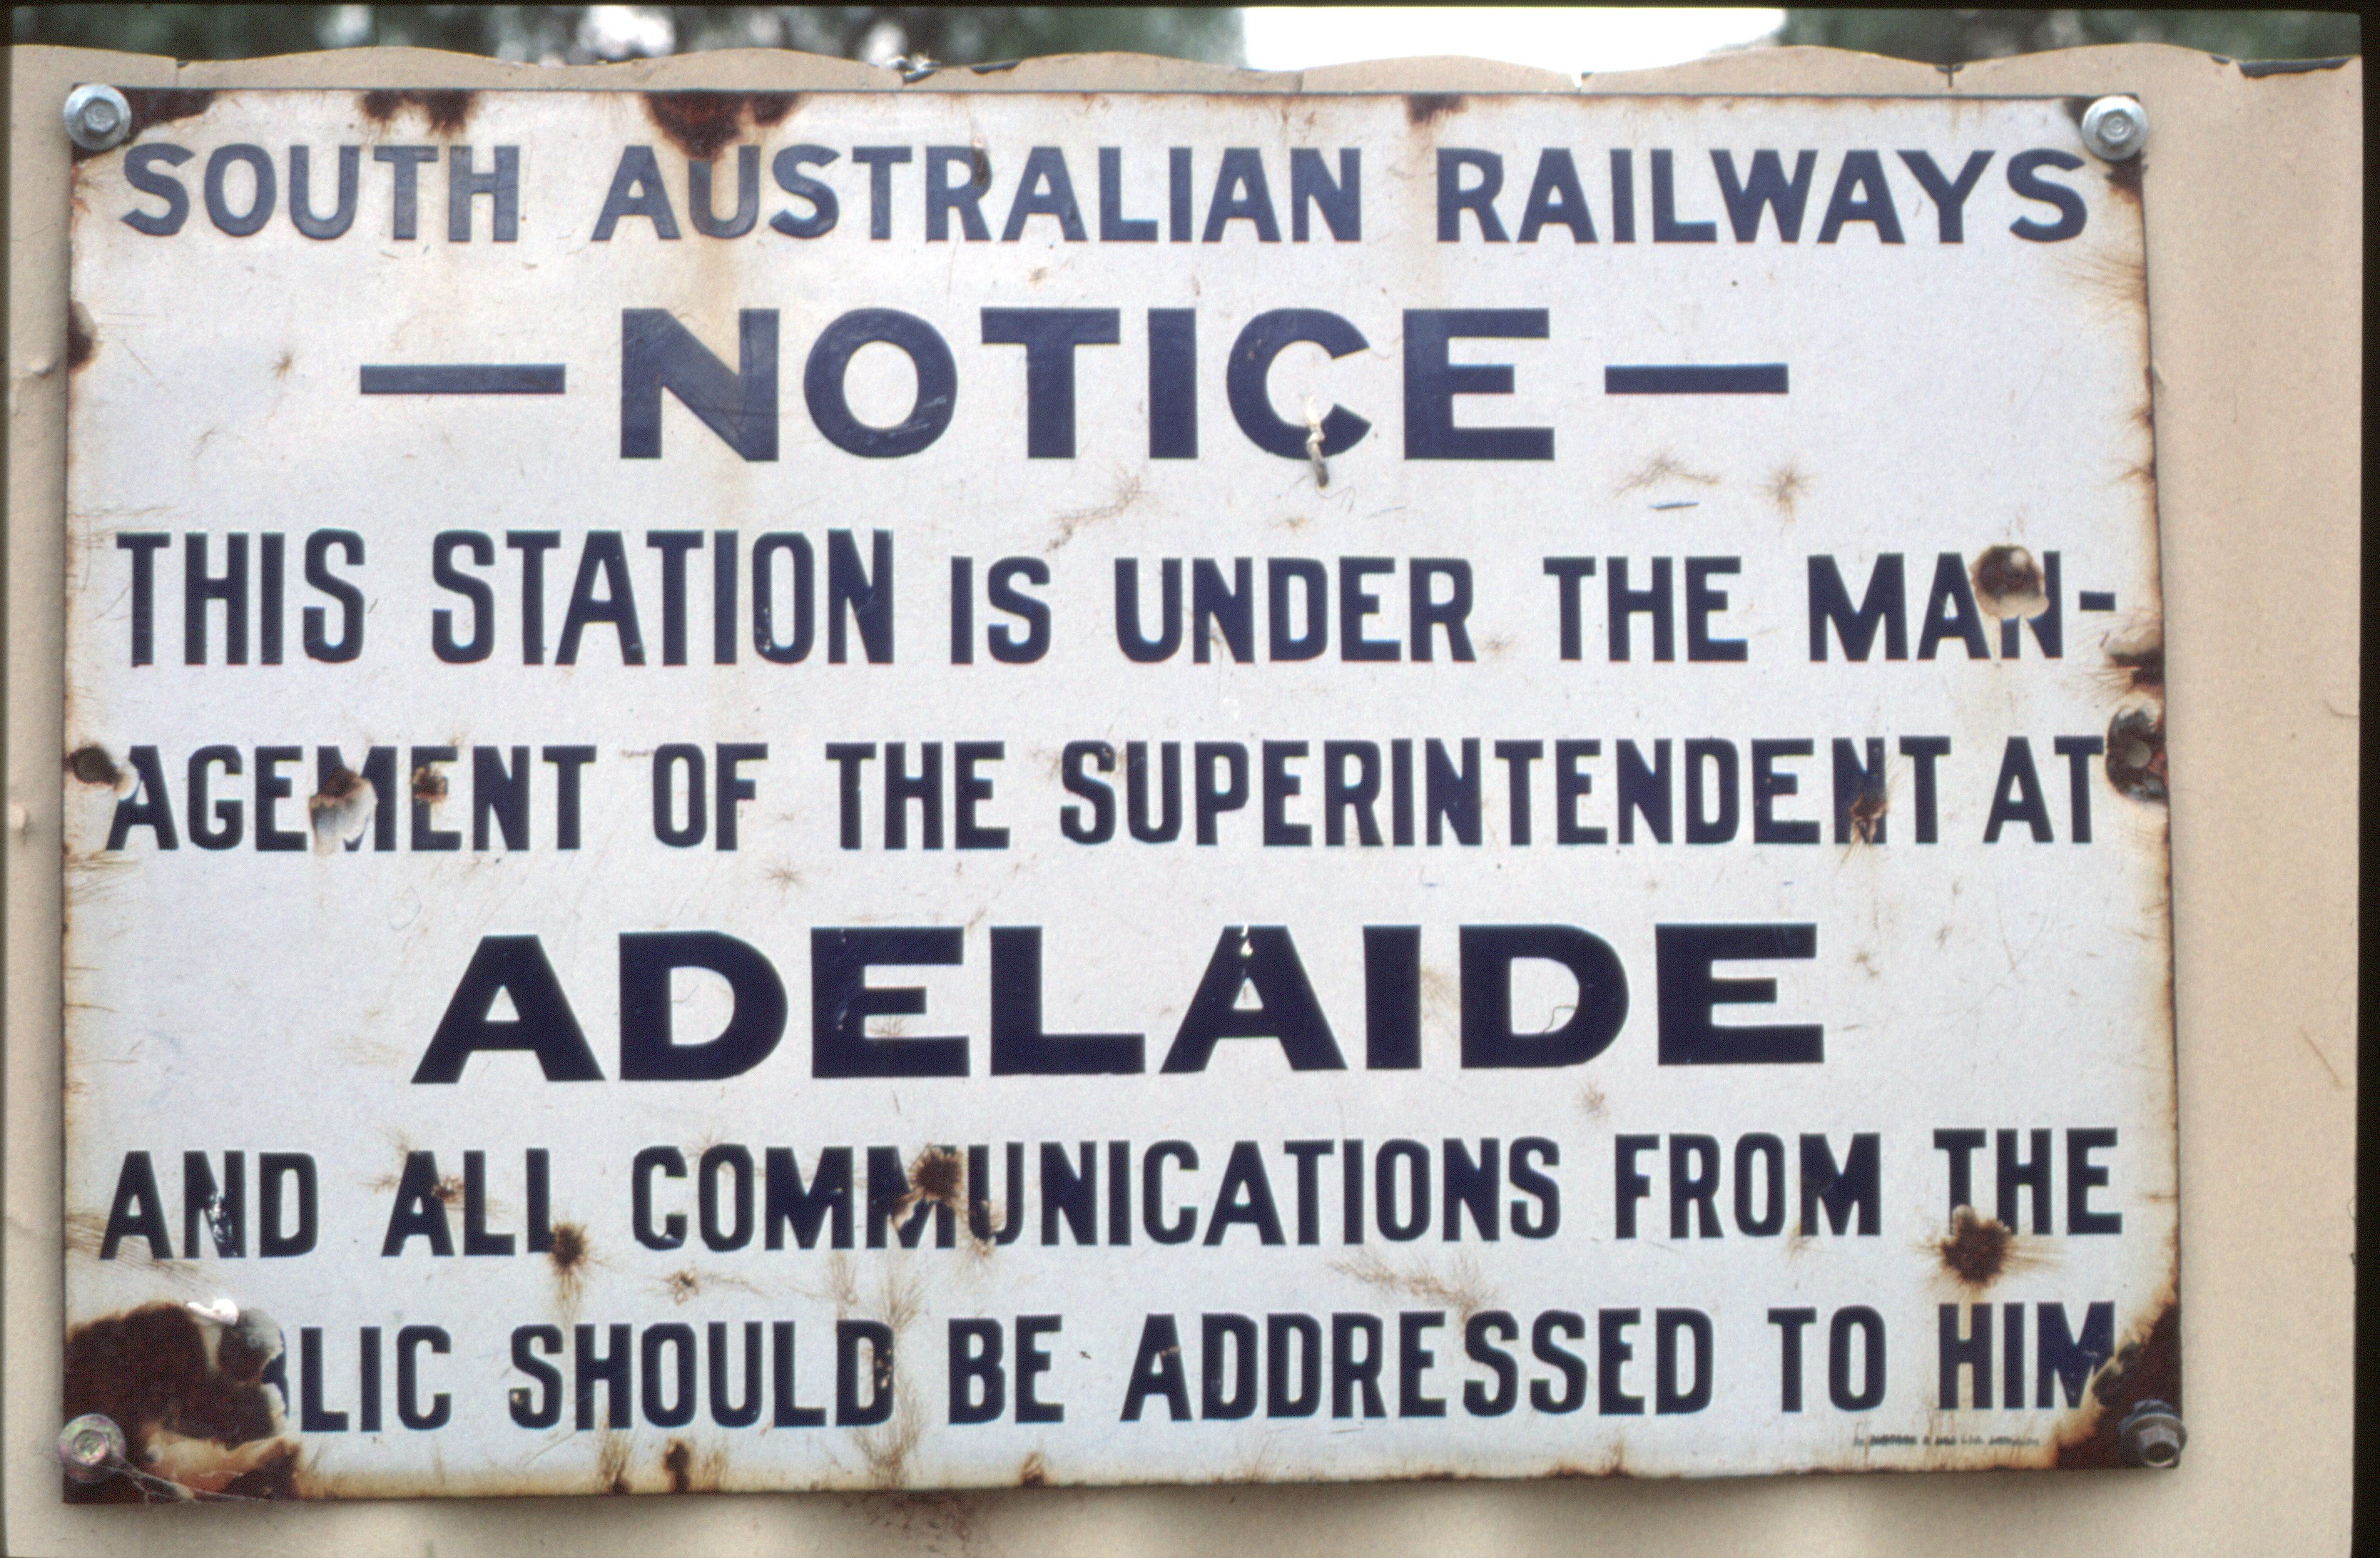 SOUTH AUSTRALIAN RAILWAYS
— NOTICE —
THIS STATION IS UNDER THE MAN-
AGEMENT OF THE SUPERINTENDENT AT
ADELAIDE
AND ALL COMMUNICATIONS FROM THE
BLIC SHOULD BE ADDRESSED TO HIM